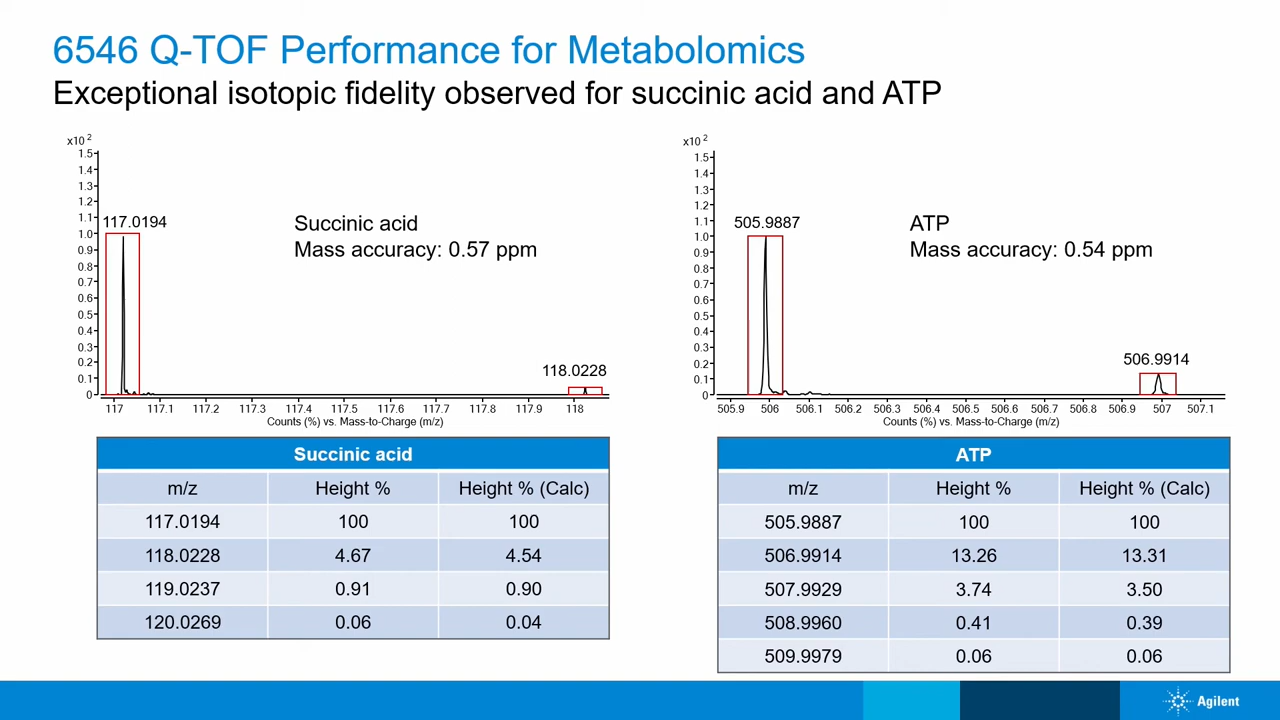 6546 Q-TOF Performance for Metabolomics
Exceptional isotopic fidelity observed for succinic acid and ATP
x10 2
1.5
1.4
1.3
1.2
1.1
1.0
0.9
0.8
0.7
0.6
0.5
0.4
0.3
0.2
0.1
0
117.0194
Succinic acid
Mass accuracy: 0.57 ppm
118.0228
117 117.1 117.2 117.3 117.4 117.5 117.6 117.7 117.8 117.9 118
Counts (%) vs. Mass-to-Charge (m/z)
x10 2
1.5
1.4
1.3
1.2
1.1
1.0
0.9
0.8
0.7
0.6
0.5
0.4
0.3
0.2
0.1
0
505.9887
ATP
Mass accuracy: 0.54 ppm
506.9914
505.9 506 506.1 506.2 506.3 506.4 506.5 506.6 506.7 506.8 506.9 507 507.1
Counts (%) vs. Mass-to-Charge (m/z)
Succinic acid
m/z Height % Height % (Calc)
117.0194 100 100
118.0228 4.67 4.54
119.0237 0.91 0.90
120.0269 0.06 0.04
ATP
m/z Height % Height % (Calc)
505.9887 100 100
506.9914 13.26 13.31
507.9929 3.74 3.50
508.9960 0.41 0.39
509.9979 0.06 0.06
Agilent